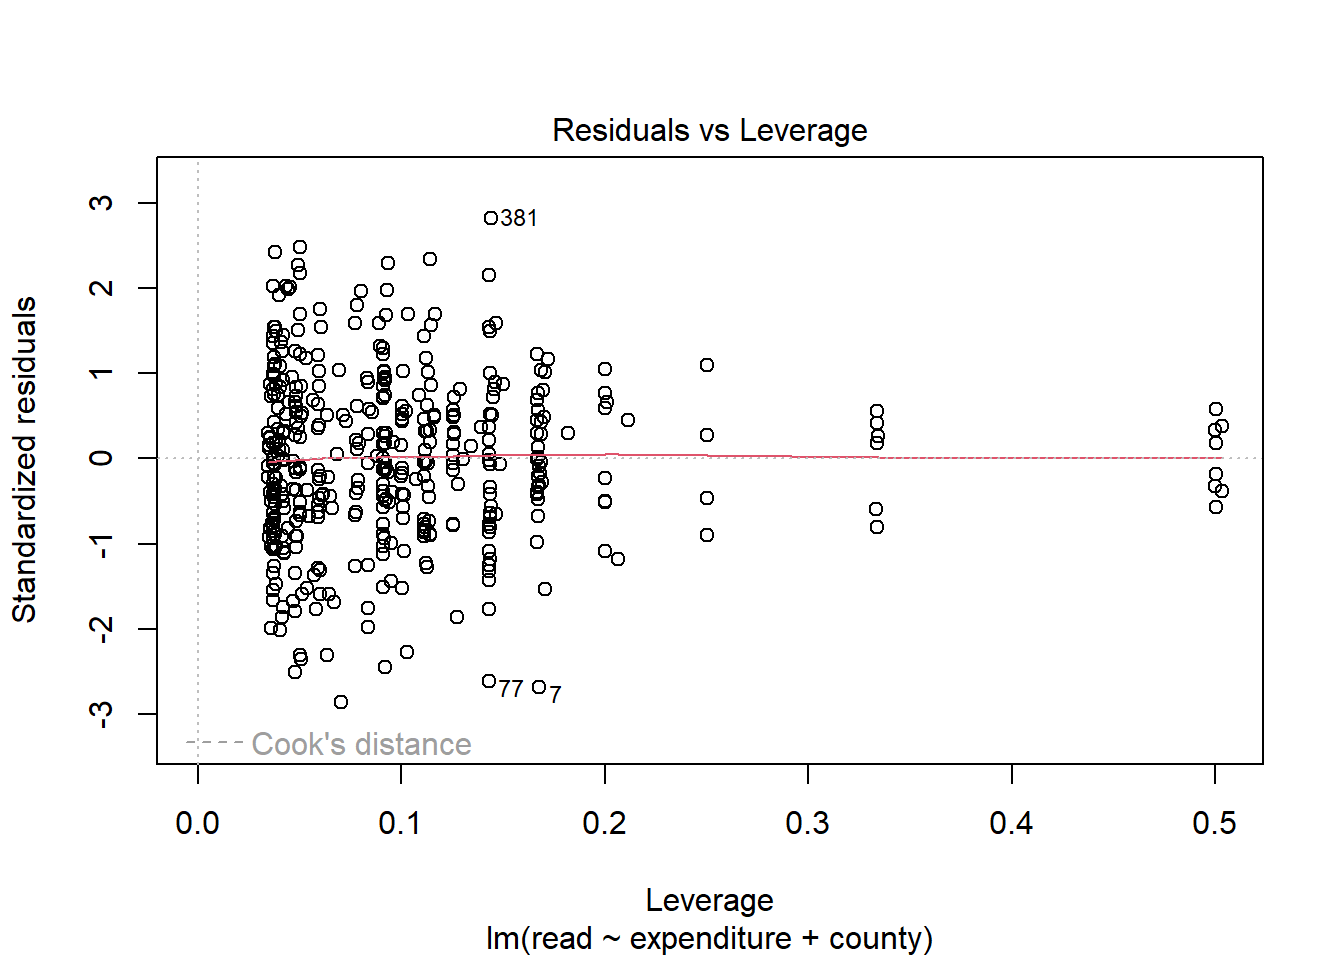 Residuals vs Leverage
Standardized residuals
3
2
1
0
-1
-2
-3
381
77
7
Cook's distance
0.0 0.1 0.2 0.3 0.4 0.5
Leverage
lm(read ~ expenditure + county)